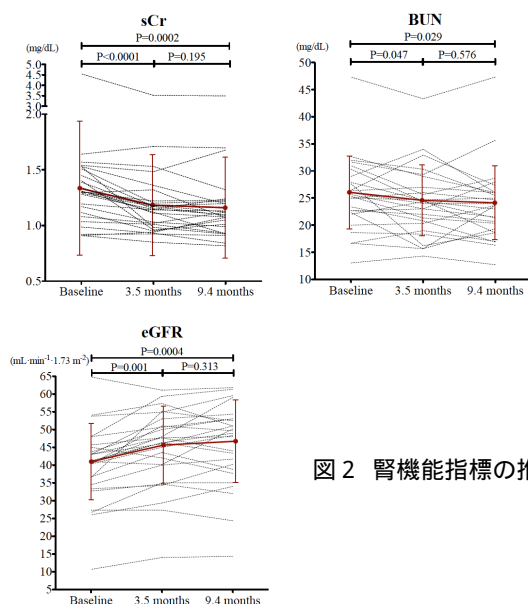 sCr
(mg/dL)
P=0.0002
P<0.0001 P=0.195
5.0
4.5
4.0
3.5
3.0
2.0
1.5
1.0
0.5
Baseline 3.5 months 9.4 months
BUN
(mg/dL)
P=0.029
P=0.047 P=0.576
50
45
40
35
30
25
20
15
10
Baseline 3.5 months 9.4 months
eGFR
(mL·min⁻¹·1.73 m⁻²)
P=0.0004
P=0.001 P=0.313
65
60
55
50
45
40
35
30
25
20
15
10
5
Baseline 3.5 months 9.4 months
図 2 腎機能指標の推